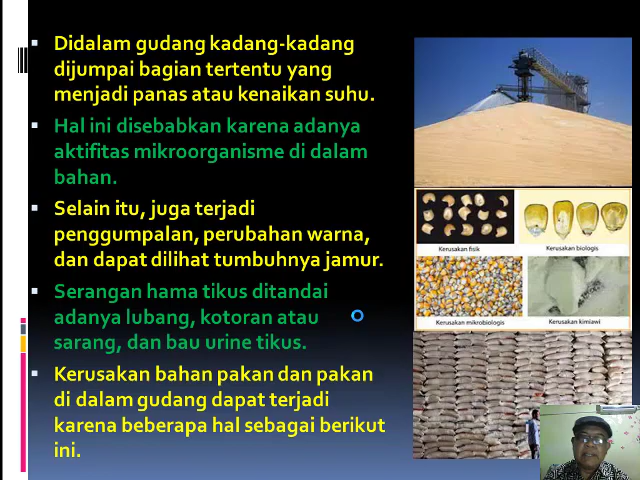 Didalam gudang kadang-kadang
dijumpai bagian tertentu yang
menjadi panas atau kenaikan suhu.
Hal ini disebabkan karena adanya
aktifitas mikroorganisme di dalam
bahan.
Selain itu, juga terjadi
penggumpalan, perubahan warna,
dan dapat dilihat tumbuhnya jamur.
Serangan hama tikus ditandai
adanya lubang, kotoran atau
sarang, dan bau urine tikus.
Kerusakan bahan pakan dan pakan
di dalam gudang dapat terjadi
karena beberapa hal sebagai berikut
ini.
Kerusakan fisik
Kerusakan biologis
Kerusakan mikrobiologis
Kerusakan kimiawi